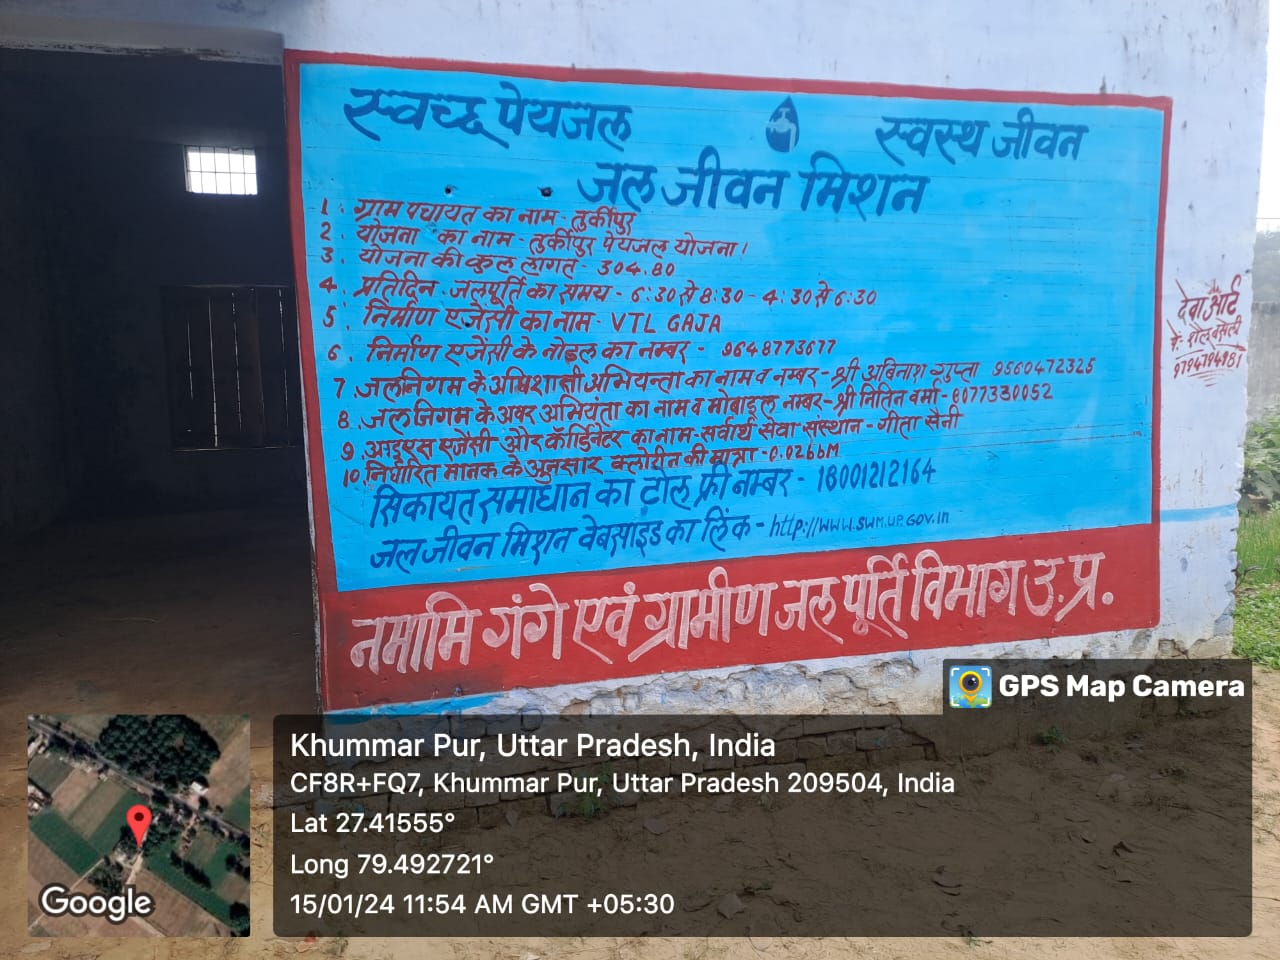 स्वच्छ पेयजल स्वस्थ जीवन
जल जीवन मिशन
1. ग्राम पंचायत का नाम - तुर्कीपुर
2. योजना का नाम - तुर्कीपुर पेयजल योजना।
3. योजना की कुल लागत - 304.80
4. प्रतिदिन जलपूर्ति का समय - 6:30 से 8:30 - 4:30 से 6:30
5. निर्माण एजेंसी का नाम - VTL GAJA
6. निर्माण एजेंसी के नोडल का नम्बर - 9648773677
7. जलनिगम के अधिशासी अभियन्ता का नाम व नम्बर - श्री अविनाश गुप्ता 9560472325
8. जल निगम के अवर अभियंता का नाम व मोबाइल नम्बर - श्री नितिन वर्मा - 8077330052
9. आइएस एजेंसी - और कॉर्डिनेटर का नाम - सर्वार्थ सेवा संस्थान - गीता सैनी
10. निर्धारित मानक के अनुसार क्लोरीन की मात्रा - 0.02bbM
सिकायत समाधान का टोल फ्री नम्बर - 18001212164
जल जीवन मिशन वेबसाइड का लिंक - http://www.swm.up.gov.in
नमामि गंगे एवं ग्रामीण जल पूर्ति विभाग उ.प्र.
देवा आर्ट
9794794981
GPS Map Camera
Khummar Pur, Uttar Pradesh, India
CF8R+FQ7, Khummar Pur, Uttar Pradesh 209504, India
Lat 27.41555°
Long 79.492721°
15/01/24 11:54 AM GMT +05:30
Google